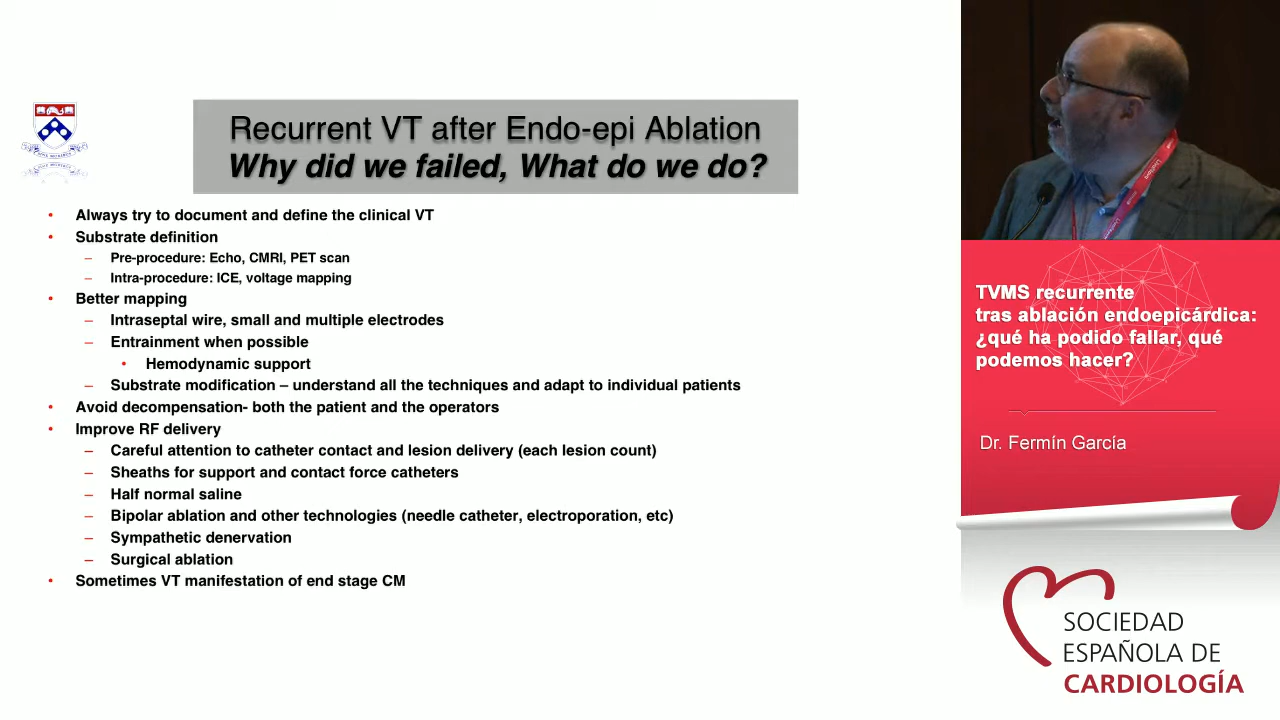 Recurrent VT after Endo-epi Ablation
Why did we failed, What do we do?
• Always try to document and define the clinical VT
• Substrate definition
– Pre-procedure: Echo, CMRI, PET scan
– Intra-procedure: ICE, voltage mapping
• Better mapping
– Intraseptal wire, small and multiple electrodes
– Entrainment when possible
• Hemodynamic support
– Substrate modification – understand all the techniques and adapt to individual patients
• Avoid decompensation- both the patient and the operators
• Improve RF delivery
– Careful attention to catheter contact and lesion delivery (each lesion count)
– Sheaths for support and contact force catheters
– Half normal saline
– Bipolar ablation and other technologies (needle catheter, electroporation, etc)
– Sympathetic denervation
– Surgical ablation
• Sometimes VT manifestation of end stage CM
TVMS recurrente
tras ablación endoepicárdica:
¿qué ha podido fallar, qué
podemos hacer?
Dr. Fermín García
SOCIEDAD
ESPAÑOLA DE
CARDIOLOGÍA